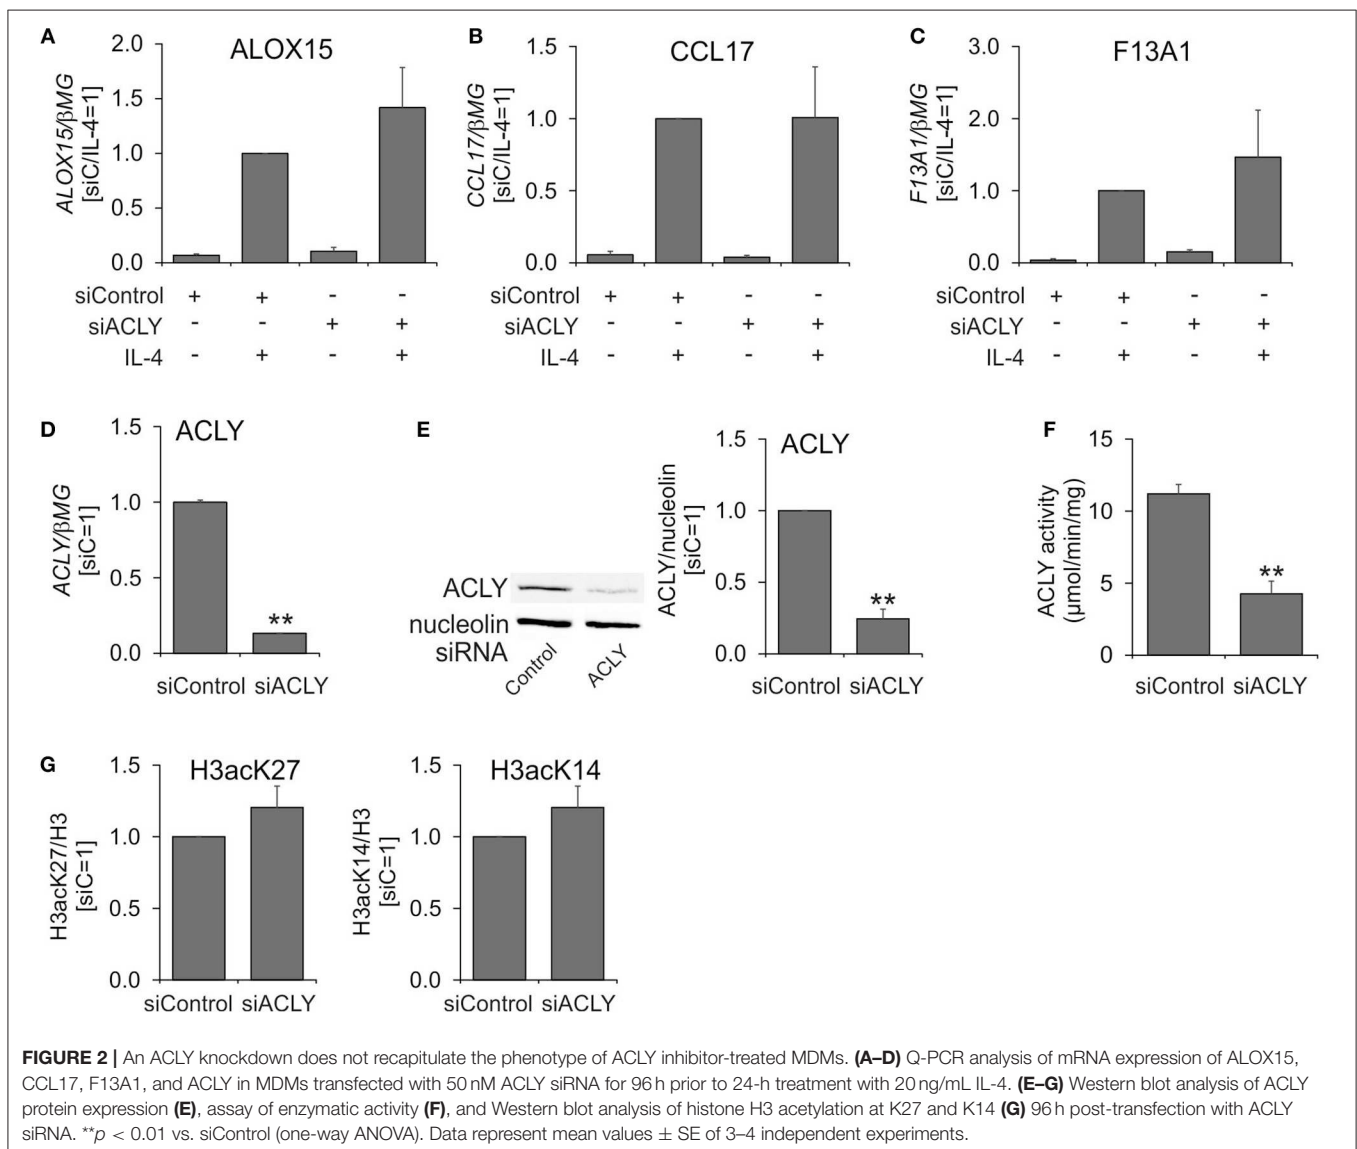 A
ALOX15
ALOX15/βMG
[siC/IL-4=1]
2.0
1.5
1.0
0.5
0.0
siControl + + - -
siACLY - - + +
IL-4 - + - +
B
CCL17
CCL17/βMG
[siC/IL-4=1]
1.5
1.0
0.5
0.0
siControl + + - -
siACLY - - + +
IL-4 - + - +
C
F13A1
F13A1/βMG
[siC/IL-4=1]
3.0
2.0
1.0
0.0
siControl + + - -
siACLY - - + +
IL-4 - + - +
D
ACLY
ACLY/βMG
[siC=1]
1.5
1.0
0.5
0.0
**
siControl siACLY
E
ACLY
nucleolin
siRNA
Control
ACLY
ACLY
ACLY/nucleolin
[siC=1]
1.5
1.0
0.5
0.0
**
siControl siACLY
F
ACLY activity
(µmol/min/mg)
15
10
5
0
**
siControl siACLY
G
H3acK27
H3acK27/H3
[siC=1]
1.5
1.0
0.5
0.0
siControl siACLY
H3acK14
H3acK14/H3
[siC=1]
1.5
1.0
0.5
0.0
siControl siACLY
FIGURE 2 | An ACLY knockdown does not recapitulate the phenotype of ACLY inhibitor-treated MDMs. (A–D) Q-PCR analysis of mRNA expression of ALOX15,
CCL17, F13A1, and ACLY in MDMs transfected with 50 nM ACLY siRNA for 96 h prior to 24-h treatment with 20 ng/mL IL-4. (E–G) Western blot analysis of ACLY
protein expression (E), assay of enzymatic activity (F), and Western blot analysis of histone H3 acetylation at K27 and K14 (G) 96 h post-transfection with ACLY
siRNA. **p < 0.01 vs. siControl (one-way ANOVA). Data represent mean values ± SE of 3–4 independent experiments.